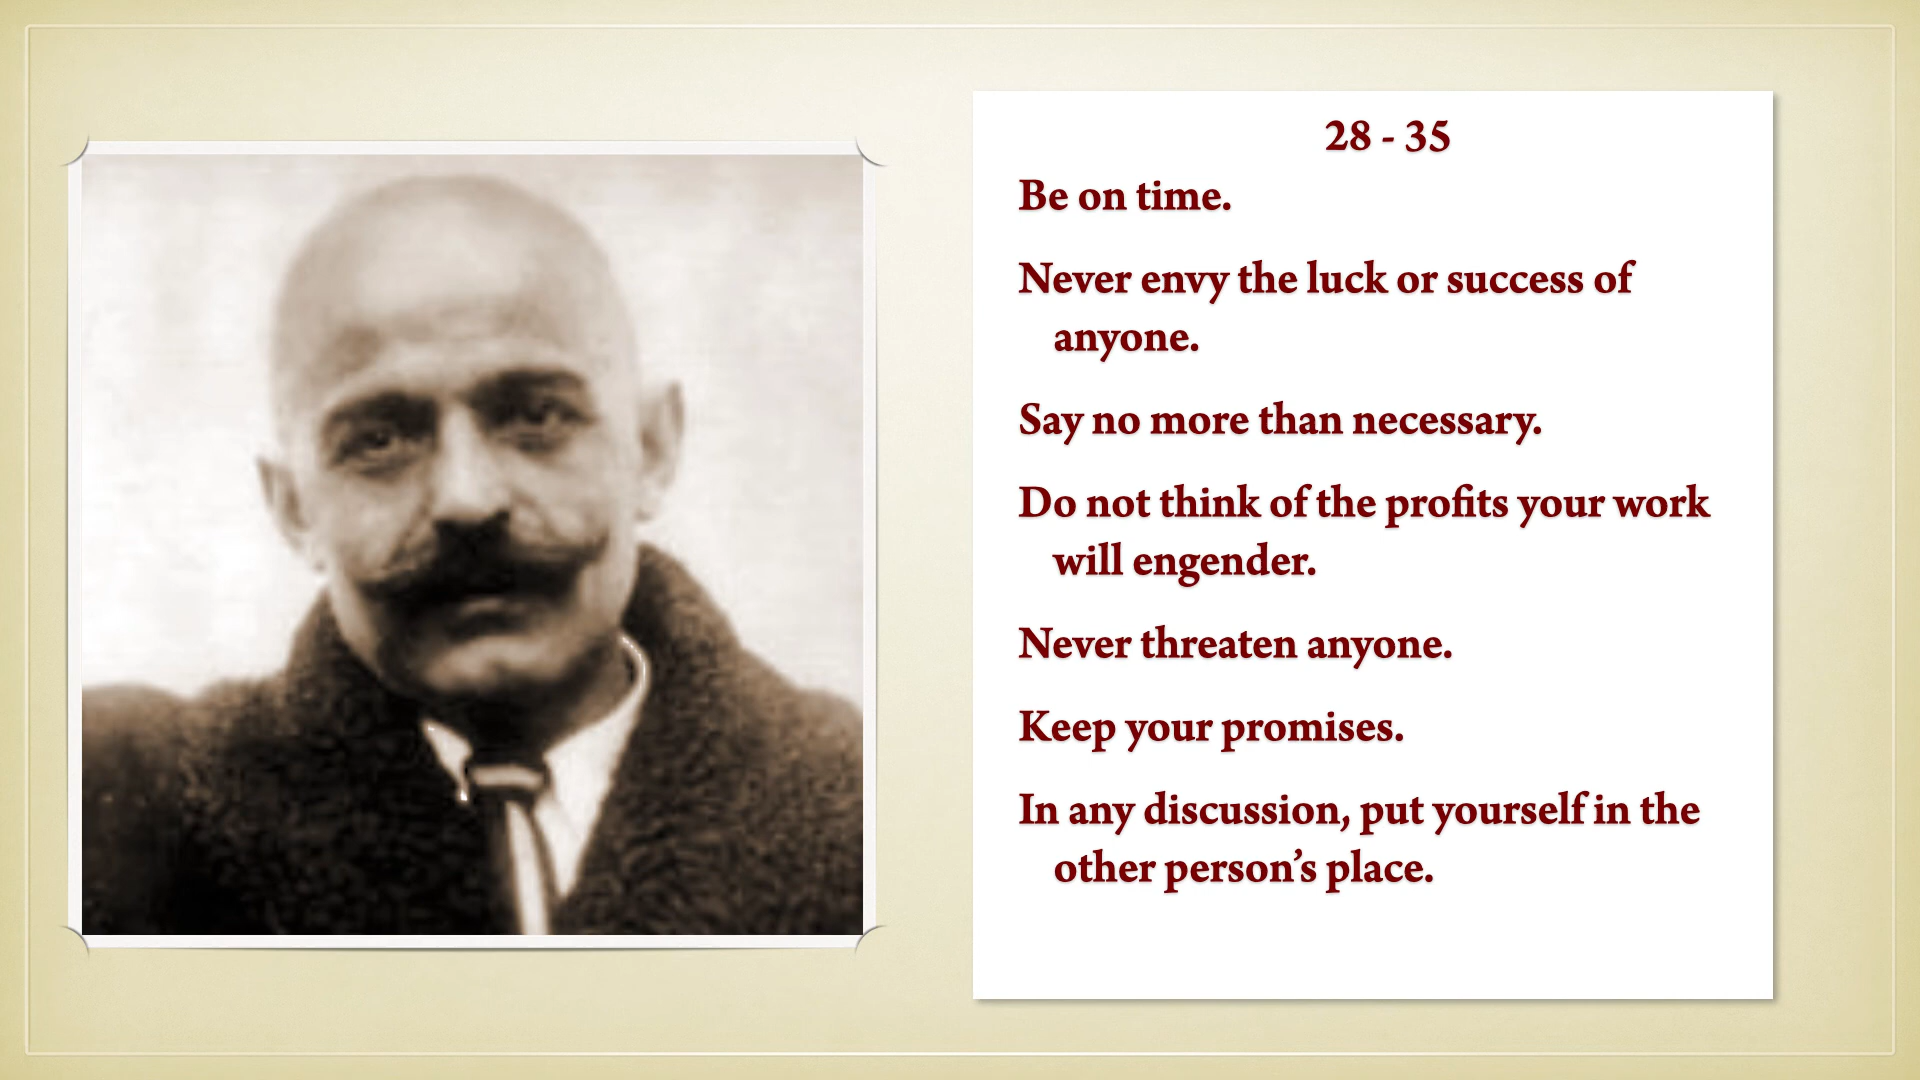 28 - 35
Be on time.
Never envy the luck or success of
anyone.
Say no more than necessary.
Do not think of the profits your work
will engender.
Never threaten anyone.
Keep your promises.
In any discussion, put yourself in the
other person’s place.